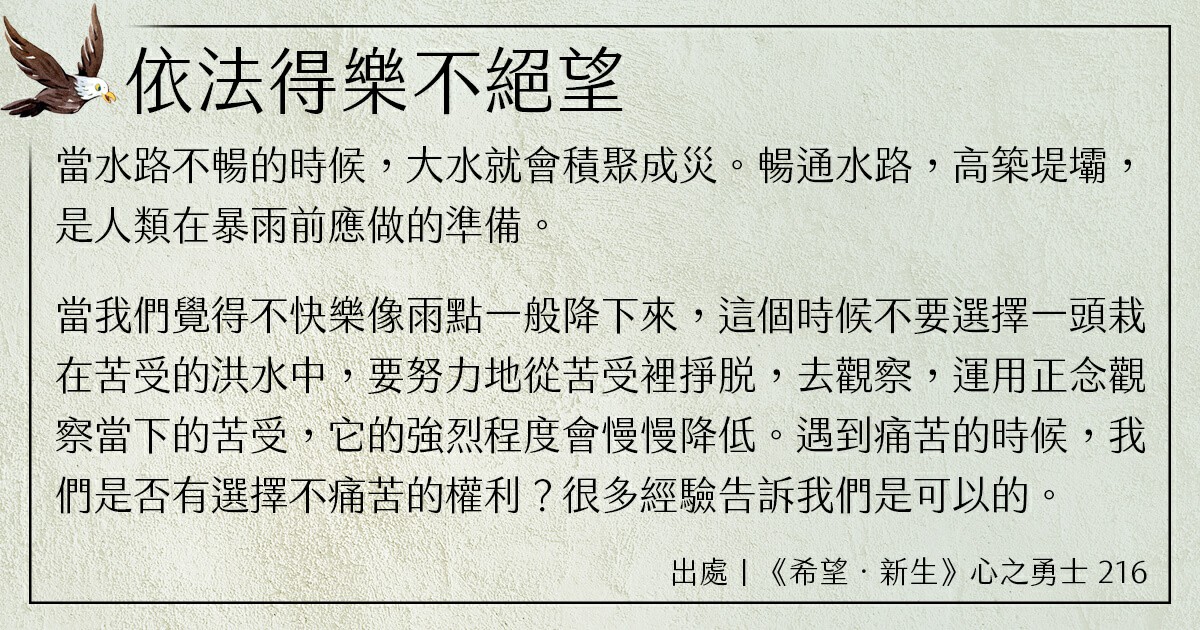 依法得樂不絕望
當水路不暢的時候，大水就會積聚成災。暢通水路，高築堤壩，
是人類在暴雨前應做的準備。
當我們覺得不快樂像雨點一般降下來，這個時候不要選擇一頭栽
在苦受的洪水中，要努力地從苦受裡掙脱，去觀察，運用正念觀
察當下的苦受，它的強烈程度會慢慢降低。遇到痛苦的時候，我
們是否有選擇不痛苦的權利？很多經驗告訴我們是可以的。
出處｜《希望．新生》心之勇士 216